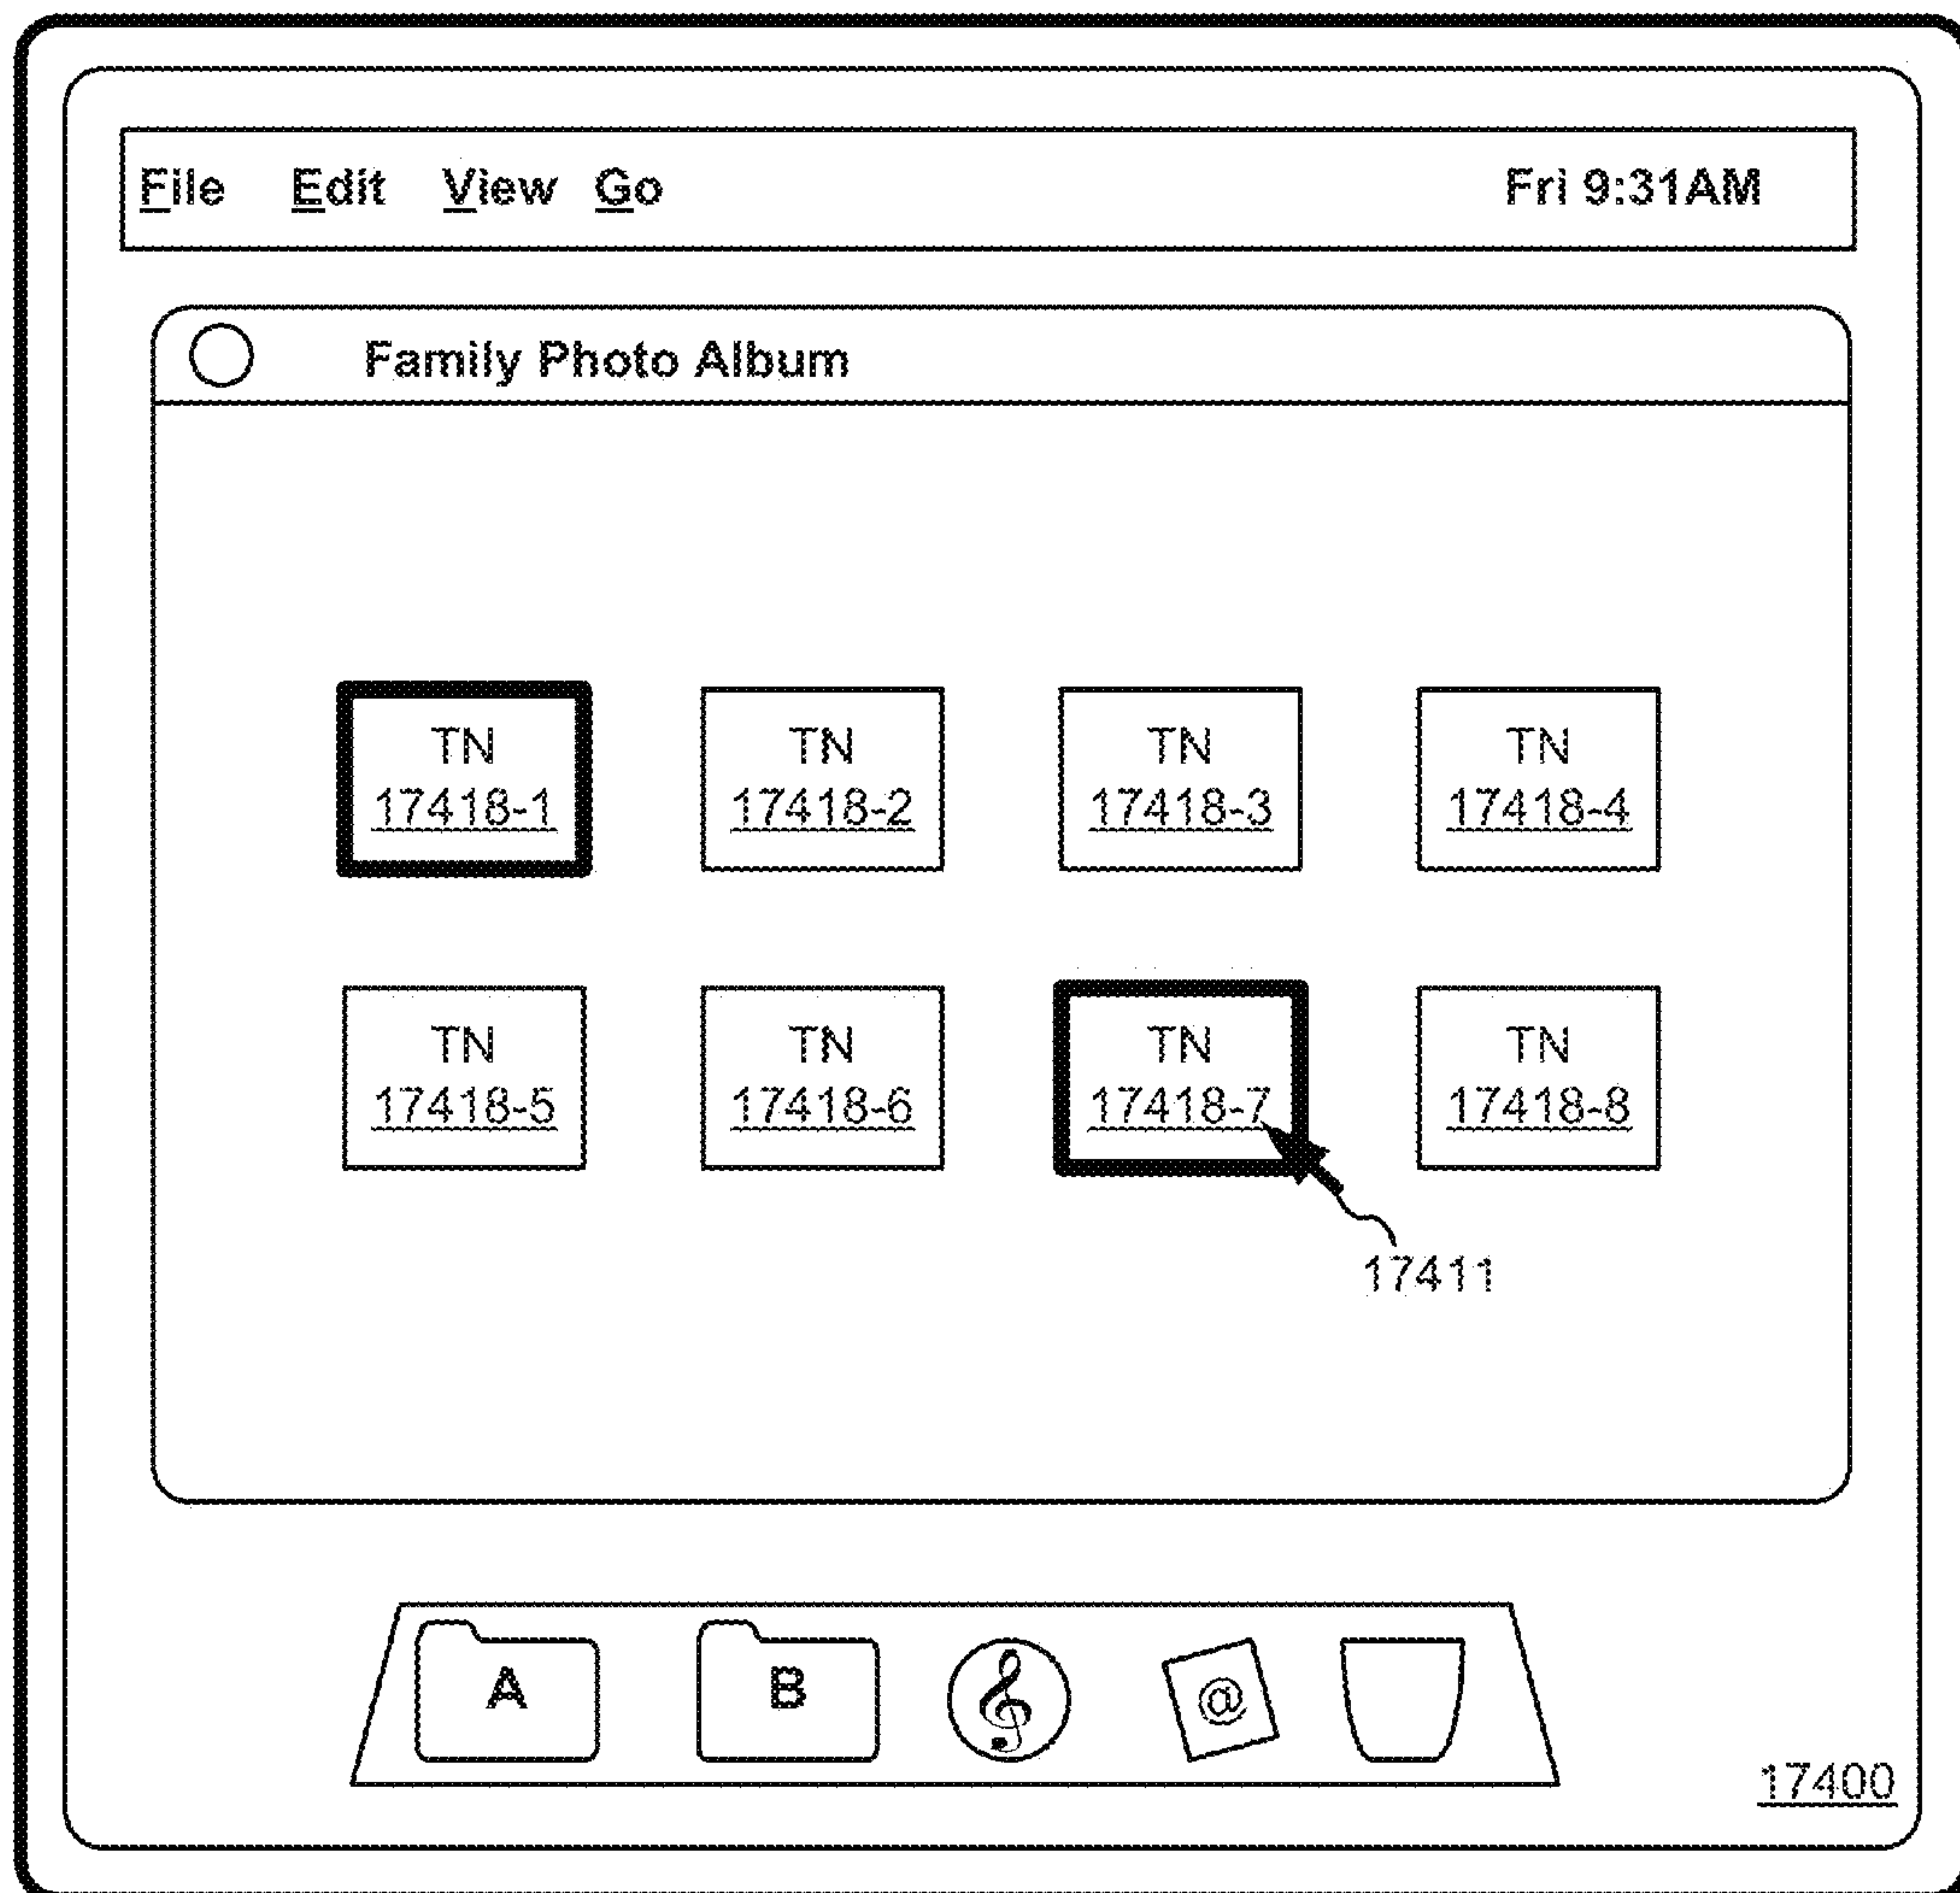 File Edit View Go Fri 9:31AM
Family Photo Album
TN TN TN TN
17418-1 17418-2 17418-3 17418-4
TN TN TN TN
17418-5 17418-6 17418-7 17418-8
17411
A B @
17400